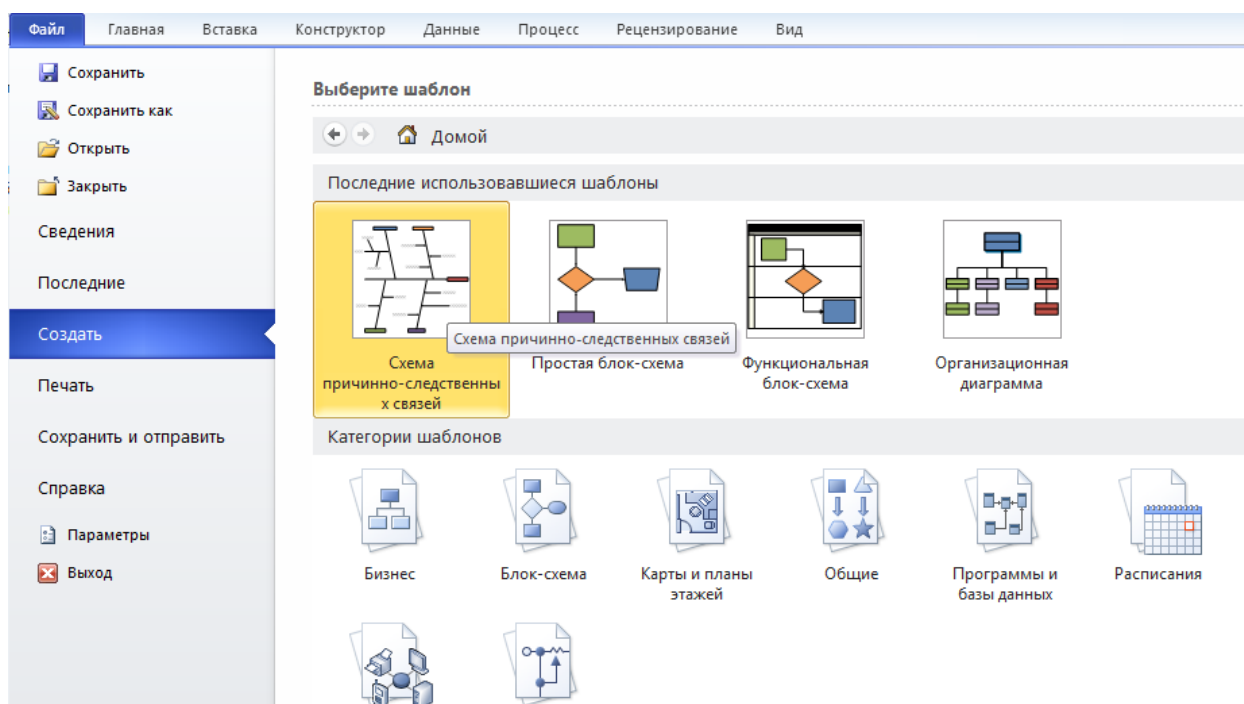 Файл Главная Вставка Конструктор Данные Процесс Рецензирование Вид
Сохранить
Сохранить как
Открыть
Закрыть
Сведения
Последние
Создать
Печать
Сохранить и отправить
Справка
Параметры
Выход
Выберите шаблон
Домой
Последние использовавшиеся шаблоны
Схема причинно-следственных связей
Схема
причинно-следственны
х связей
Простая блок-схема
Функциональная
блок-схема
Организационная
диаграмма
Категории шаблонов
Бизнес
Блок-схема
Карты и планы
этажей
Общие
Программы и
базы данных
Расписания